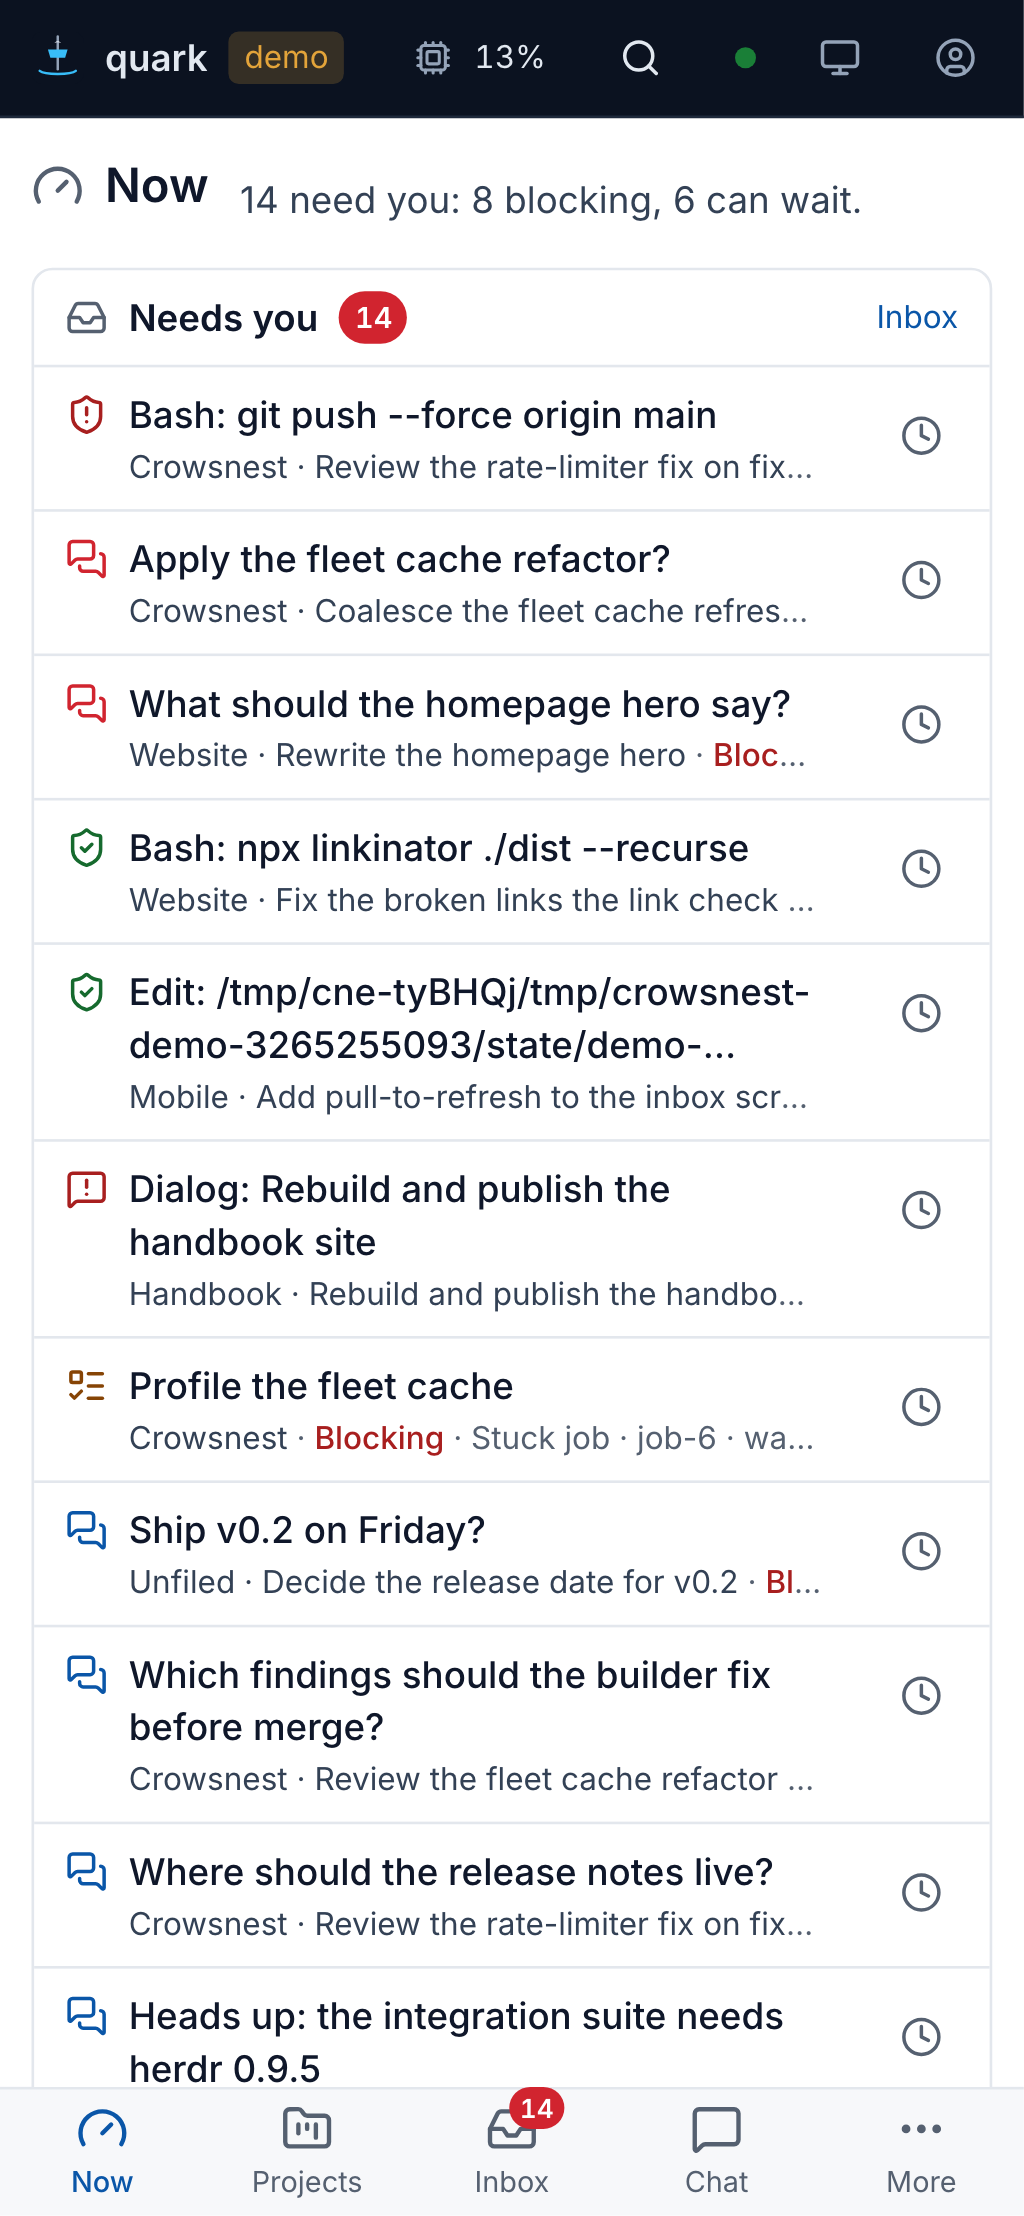 quark demo 13%
Now 14 need you: 8 blocking, 6 can wait.
Needs you 14 Inbox
Bash: git push --force origin main
Crowsnest · Review the rate-limiter fix on fix...
Apply the fleet cache refactor?
Crowsnest · Coalesce the fleet cache refres...
What should the homepage hero say?
Website · Rewrite the homepage hero · Bloc...
Bash: npx linkinator ./dist --recurse
Website · Fix the broken links the link check ...
Edit: /tmp/cne-tyBHQj/tmp/crowsnest-
demo-3265255093/state/demo-...
Mobile · Add pull-to-refresh to the inbox scr...
Dialog: Rebuild and publish the
handbook site
Handbook · Rebuild and publish the handbo...
Profile the fleet cache
Crowsnest · Blocking · Stuck job · job-6 · wa...
Ship v0.2 on Friday?
Unfiled · Decide the release date for v0.2 · Bl...
Which findings should the builder fix
before merge?
Crowsnest · Review the fleet cache refactor ...
Where should the release notes live?
Crowsnest · Review the rate-limiter fix on fix...
Heads up: the integration suite needs
herdr 0.9.5
14
Now Projects Inbox Chat More